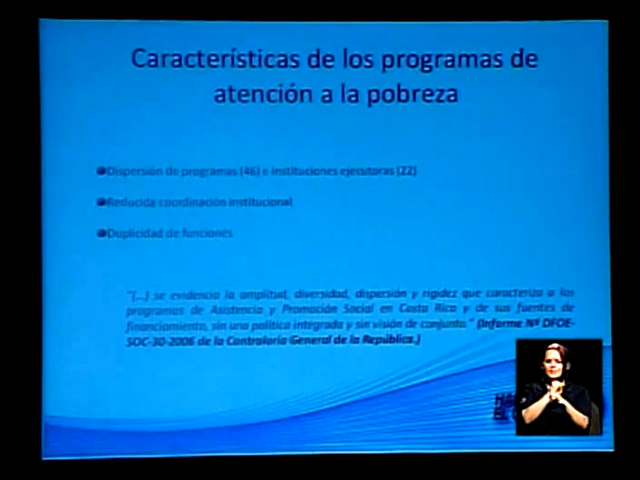 Características de los programas de
atención a la pobreza
Dispersión de programas (46) e instituciones ejecutoras (22)
Reducida coordinación institucional
Duplicidad de funciones
"(...) se evidencia la amplitud, diversidad, dispersión y rigidez que caracteriza a los
programas de Asistencia y Promoción Social en Costa Rica y de sus fuentes de
financiamiento, sin una política integrada y sin visión de conjunto." (Informe Nº DFOE-
SOC-30-2006 de la Contraloría General de la República.)